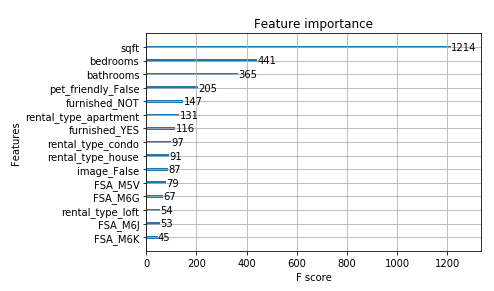 Feature importance
sqft 1214
bedrooms 441
bathrooms 365
pet_friendly_False 205
furnished_NOT 147
rental_type_apartment 131
furnished_YES 116
rental_type_condo 97
rental_type_house 91
image_False 87
FSA_M5V 79
FSA_M6G 67
rental_type_loft 54
FSA_M6J 53
FSA_M6K 45
0 200 400 600 800 1000 1200
F score
Features